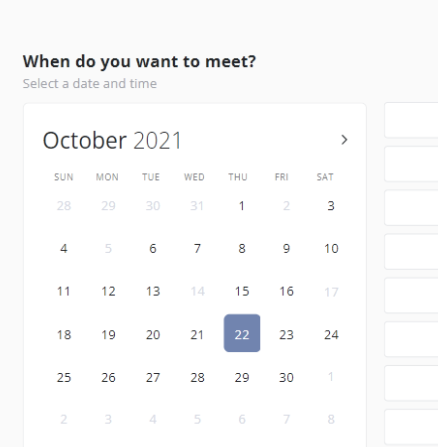 When do you want to meet?
Select a date and time
October 2021
SUN MON TUE WED THU FRI SAT
28 29 30 31 1 2 3
4 5 6 7 8 9 10
11 12 13 14 15 16 17
18 19 20 21 22 23 24
25 26 27 28 29 30 1
2 3 4 5 6 7 8